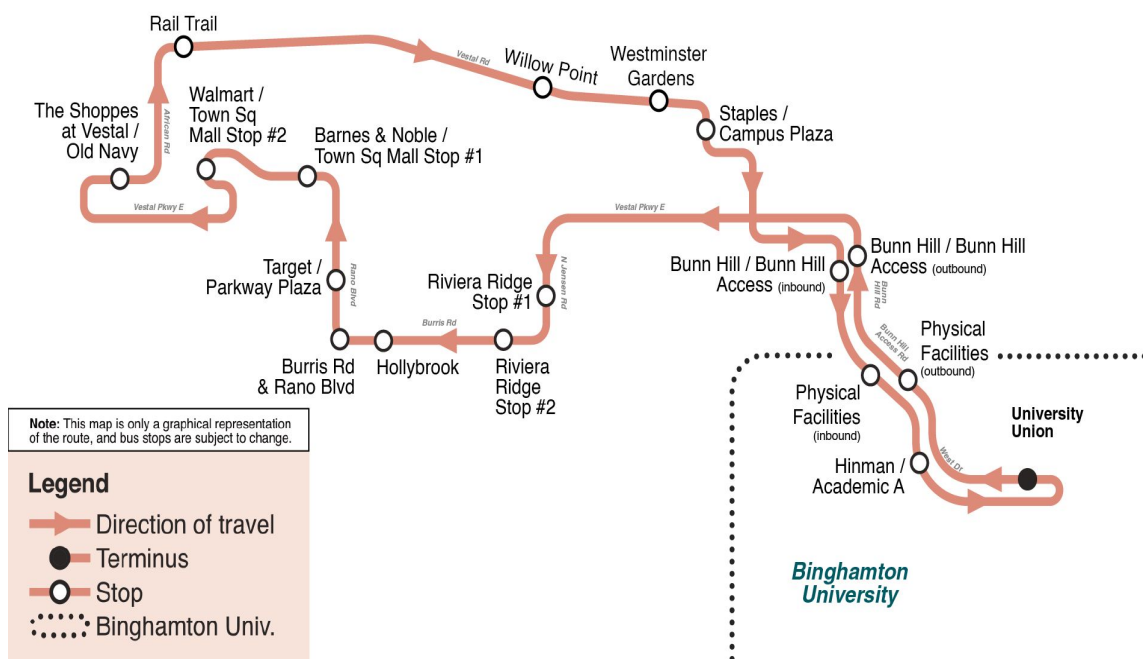 Rail Trail
Vestal Rd
Willow Point
Westminster
Gardens
Staples /
Campus Plaza
The Shoppes
at Vestal /
Old Navy
African Rd
Walmart /
Town Sq
Mall Stop #2
Barnes & Noble /
Town Sq Mall Stop #1
Vestal Pkwy E
Vestal Pkwy E
Target /
Parkway Plaza
Rano Blvd
Riviera Ridge
Stop #1
N Jensen Rd
Bunn Hill / Bunn Hill
Access (inbound)
Bunn Hill / Bunn Hill
Access (outbound)
Bunn
Hill Rd
Burris Rd
Burris Rd
& Rano Blvd
Hollybrook
Riviera
Ridge
Stop #2
Bunn Hill
Access Rd
Physical
Facilities
(outbound)
Physical
Facilities
(inbound)
University
Union
Hinman /
Academic A
West Dr
Binghamton
University
Note: This map is only a graphical representation
of the route, and bus stops are subject to change.
Legend
Direction of travel
Terminus
Stop
Binghamton Univ.